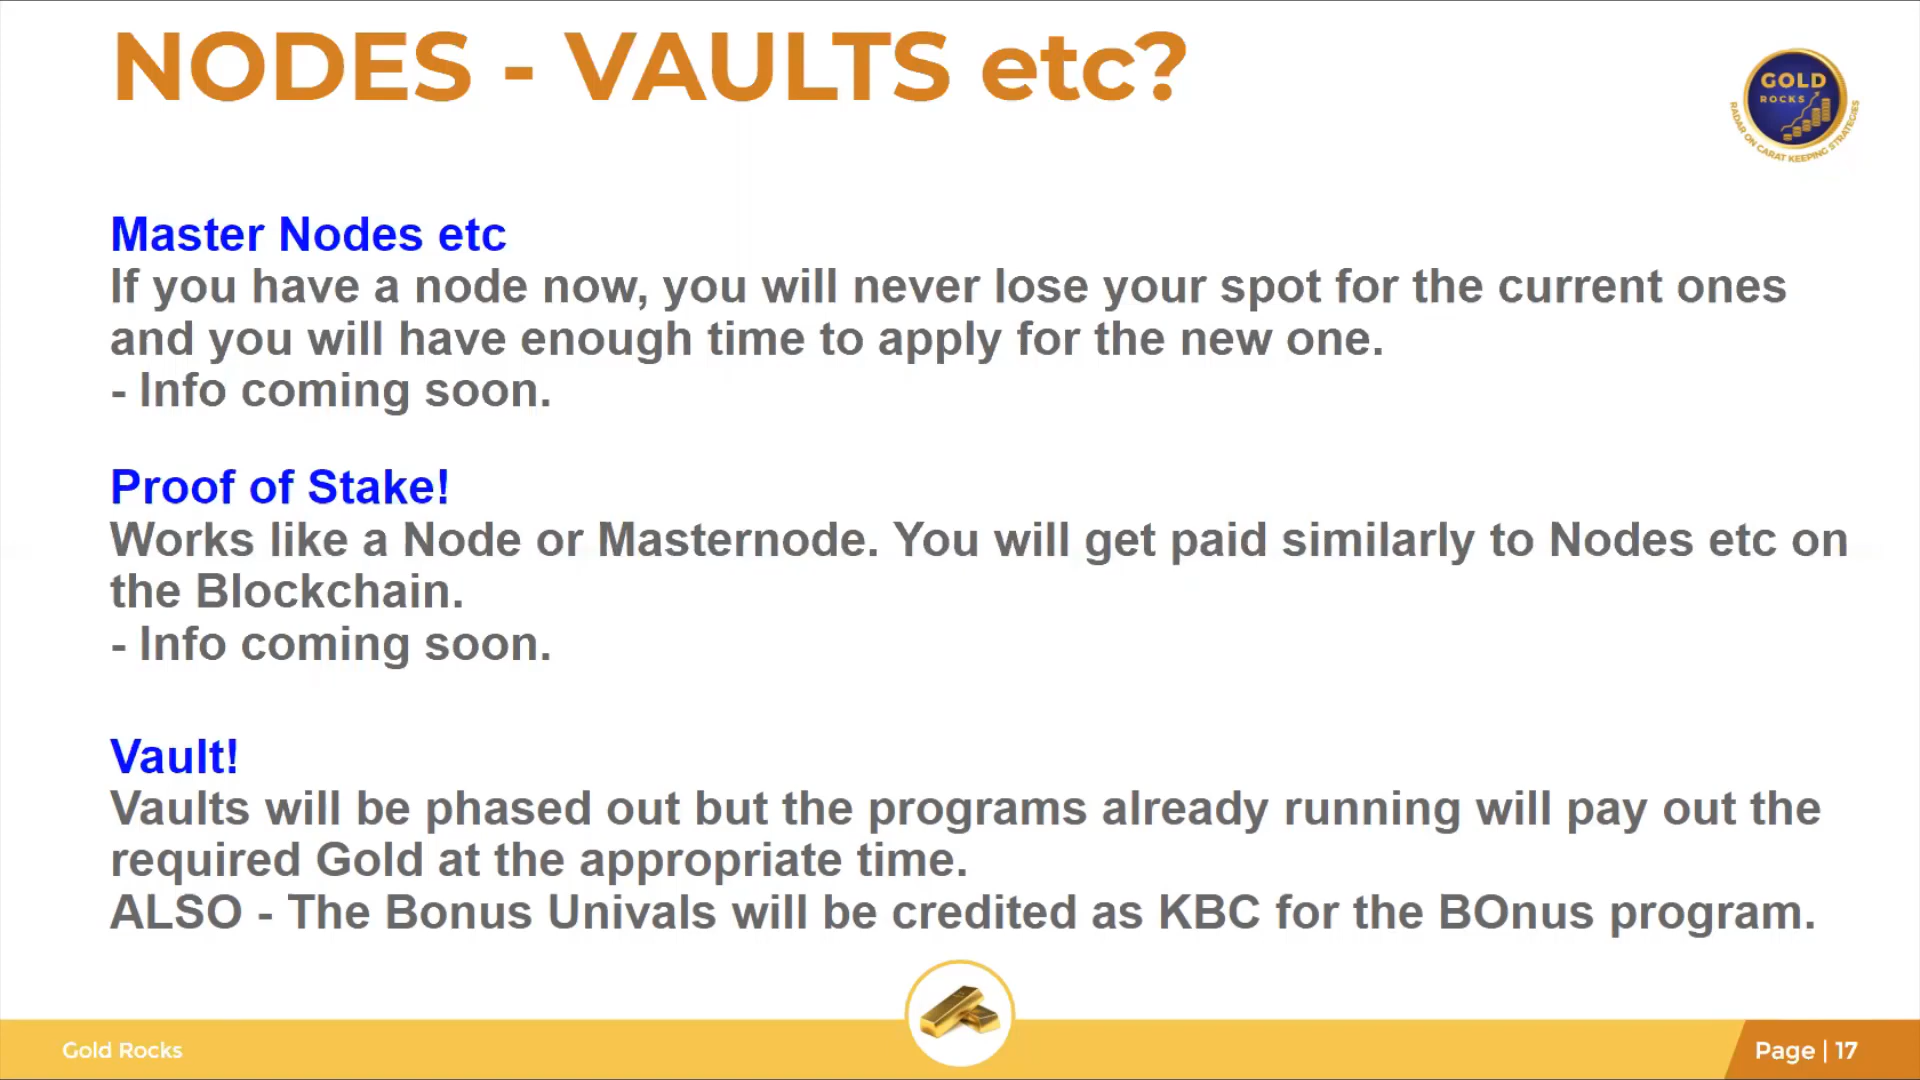 NODES - VAULTS etc?
GOLD
ROCKS
RADAR ON CARAT KEEPING STRATEGIES
Master Nodes etc
If you have a node now, you will never lose your spot for the current ones
and you will have enough time to apply for the new one.
- Info coming soon.
Proof of Stake!
Works like a Node or Masternode. You will get paid similarly to Nodes etc on
the Blockchain.
- Info coming soon.
Vault!
Vaults will be phased out but the programs already running will pay out the
required Gold at the appropriate time.
ALSO - The Bonus Univals will be credited as KBC for the BOnus program.
Gold Rocks
Page | 17